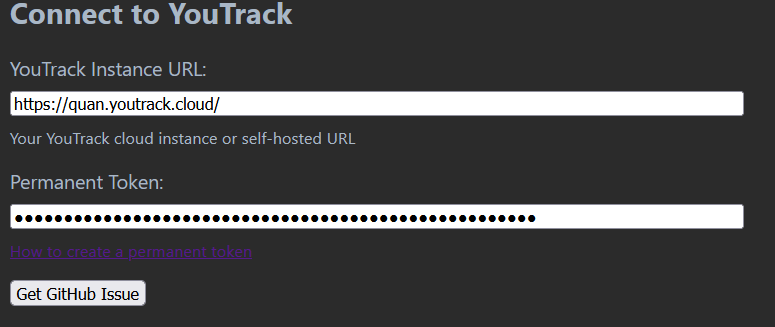 Connect to YouTrack
YouTrack Instance URL:
https://quan.youtrack.cloud/
Your YouTrack cloud instance or self-hosted URL
Permanent Token:
●●●●●●●●●●●●●●●●●●●●●●●●●●●●●●●●●●●●●●●●●●●●●●●●●●●●●
How to create a permanent token
Get GitHub Issue